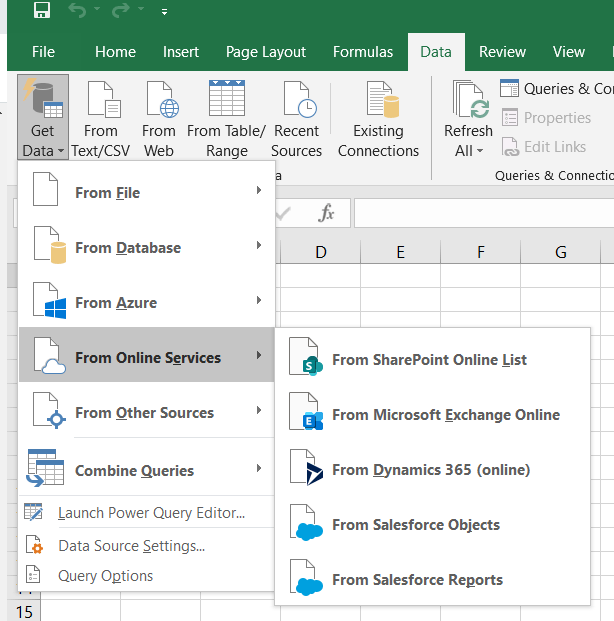 File Home Insert Page Layout Formulas Data Review View
Get Data
From Text/CSV
From Web
From Table/ Range
Recent Sources
Existing Connections
Refresh All
Queries & Co
Properties
Edit Links
Queries & Connectio
a
fx
From File
From Database
From Azure
From Online Services
From Other Sources
Combine Queries
Launch Power Query Editor...
Data Source Settings...
Query Options
D E F G
From SharePoint Online List
From Microsoft Exchange Online
From Dynamics 365 (online)
From Salesforce Objects
From Salesforce Reports
15